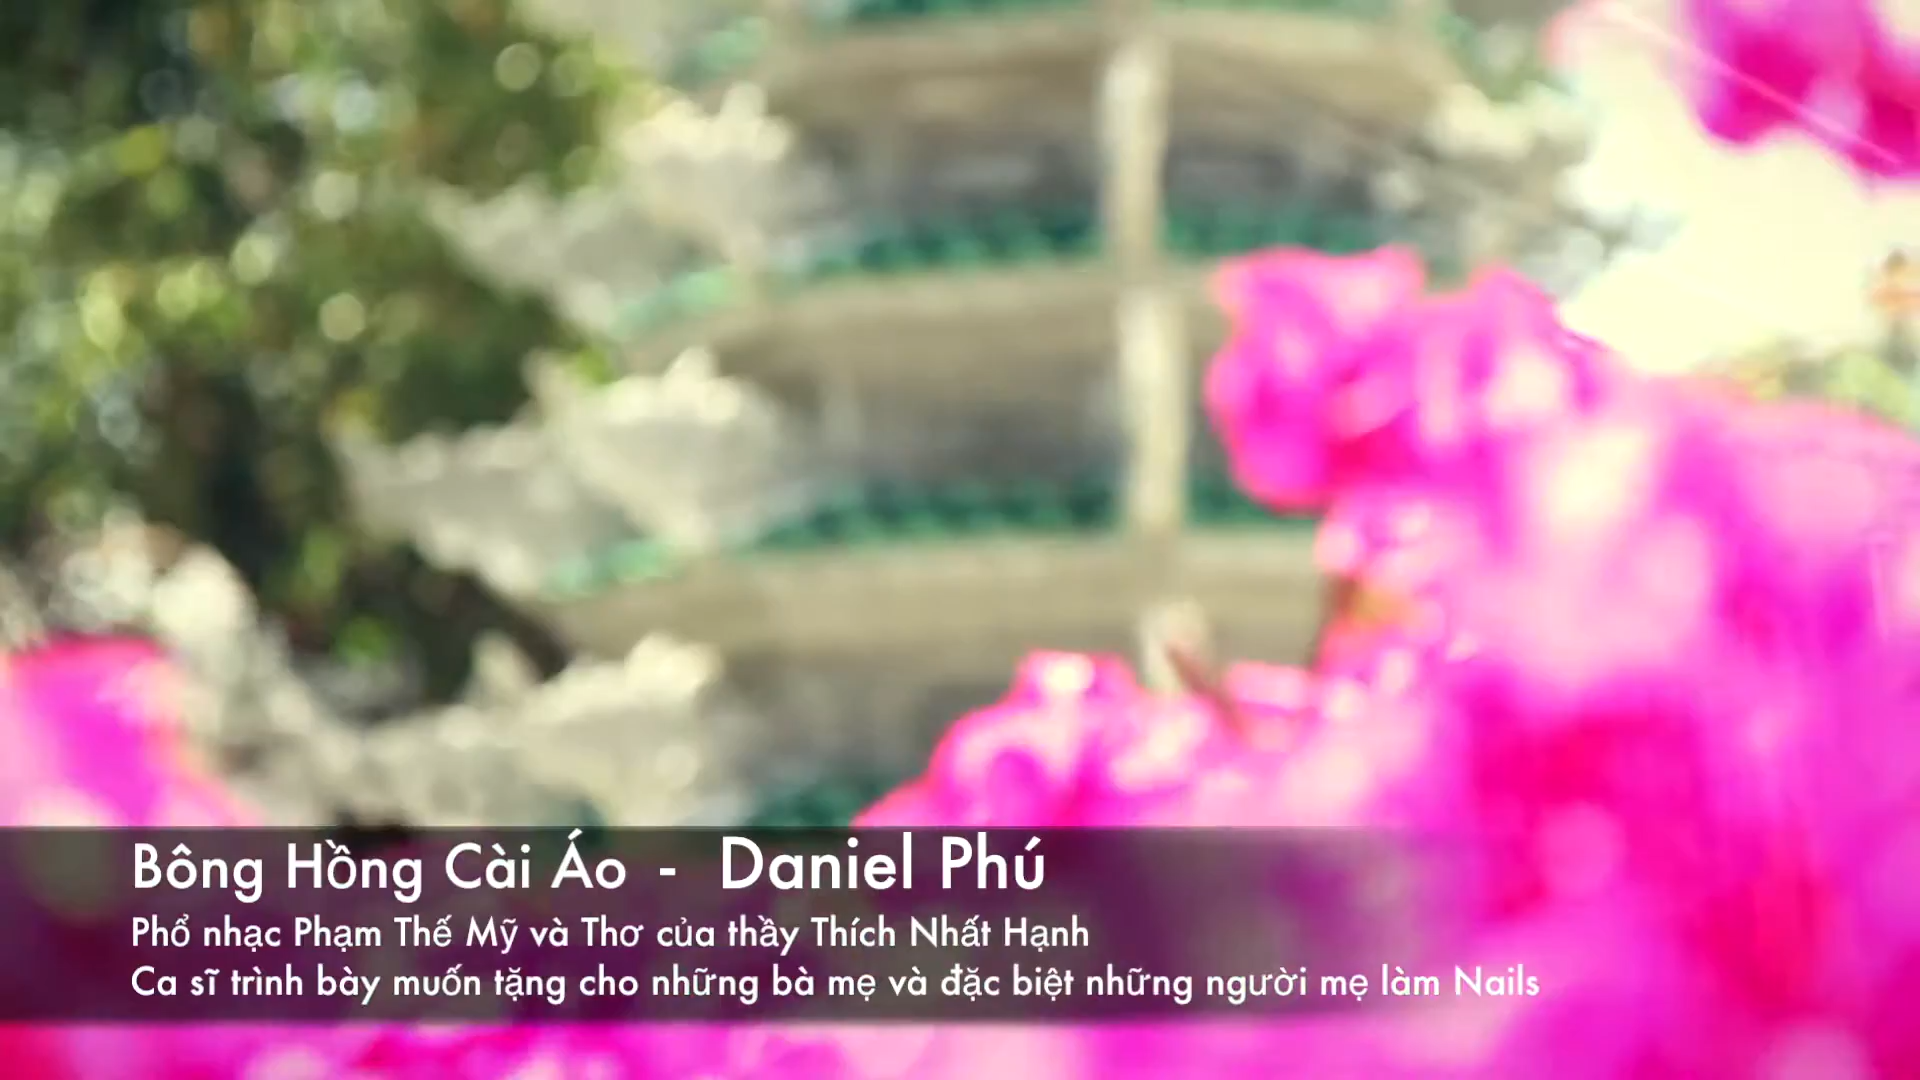 Bông Hồng Cài Áo - Daniel Phú
Phổ nhạc Phạm Thế Mỹ và Thơ của thầy Thích Nhất Hạnh
Ca sĩ trình bày muốn tặng cho những bà mẹ và đặc biệt những người mẹ làm Nails